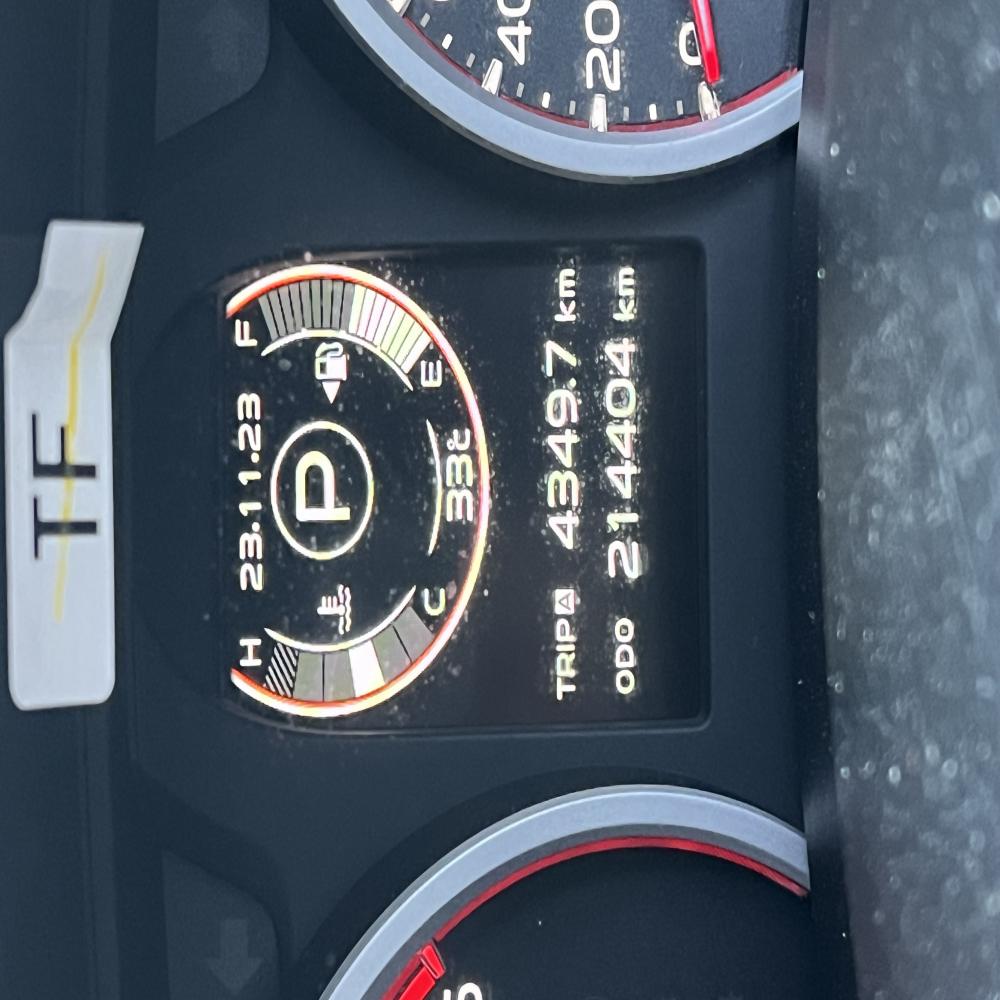 TF
23.11.23
H
F
P
C
E
33℃
TRIP A 4349.7 km
ODO 214404 km
40
20
0